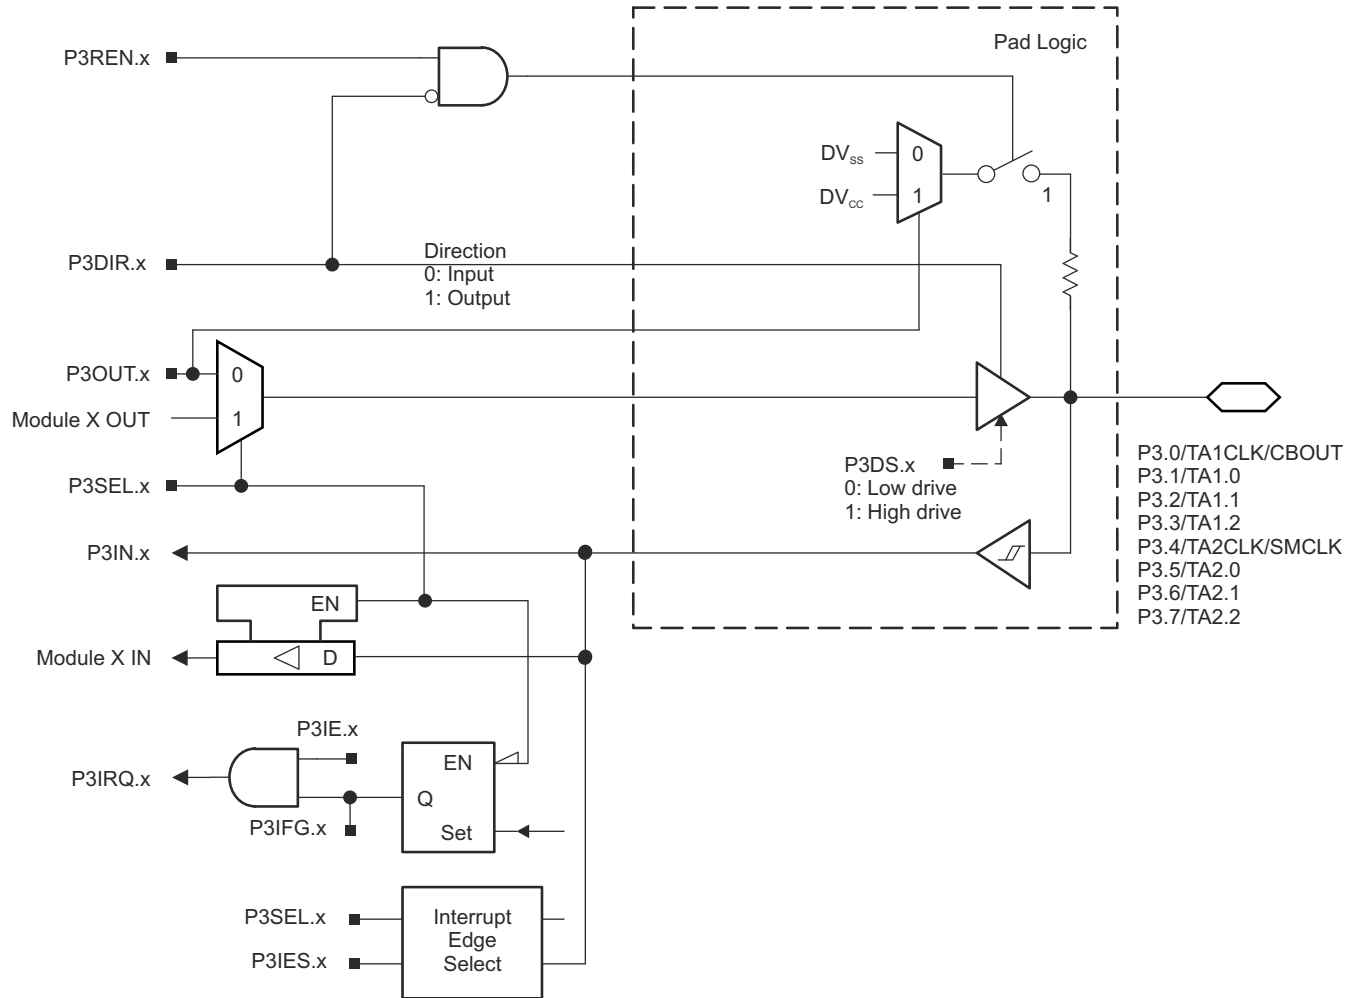 Pad Logic
P3REN.x
DVSS
0
DVCC
1
1
P3DIR.x
Direction
0: Input
1: Output
P3OUT.x
0
Module X OUT
1
P3DS.x
0: Low drive
1: High drive
P3SEL.x
P3.0/TA1CLK/CBOUT
P3.1/TA1.0
P3.2/TA1.1
P3.3/TA1.2
P3.4/TA2CLK/SMCLK
P3.5/TA2.0
P3.6/TA2.1
P3.7/TA2.2
P3IN.x
EN
Module X IN
D
P3IE.x
P3IRQ.x
EN
Q
P3IFG.x
Set
P3SEL.x
P3IES.x
Interrupt
Edge
Select